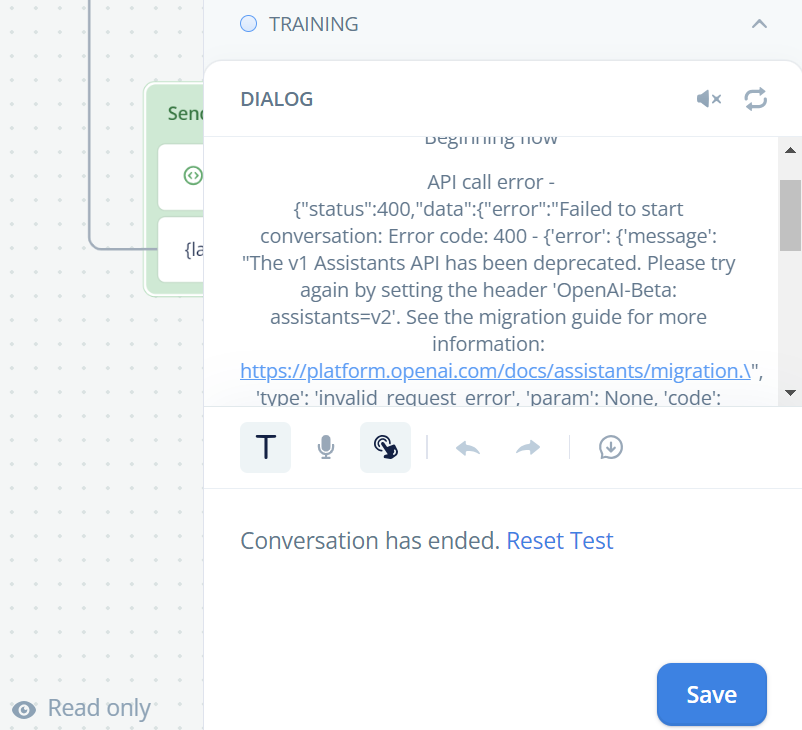 TRAINING
Send
DIALOG
Beginning flow
API call error -
{"status":400,"data":{"error":"Failed to start
conversation: Error code: 400 - {'error': {'message':
"The v1 Assistants API has been deprecated. Please try
again by setting the header 'OpenAI-Beta:
assistants=v2'. See the migration guide for more
information:
https://platform.openai.com/docs/assistants/migration.\",
'type': 'invalid_request_error', 'param': None, 'code':
{la
T
Conversation has ended. Reset Test
Save
Read only